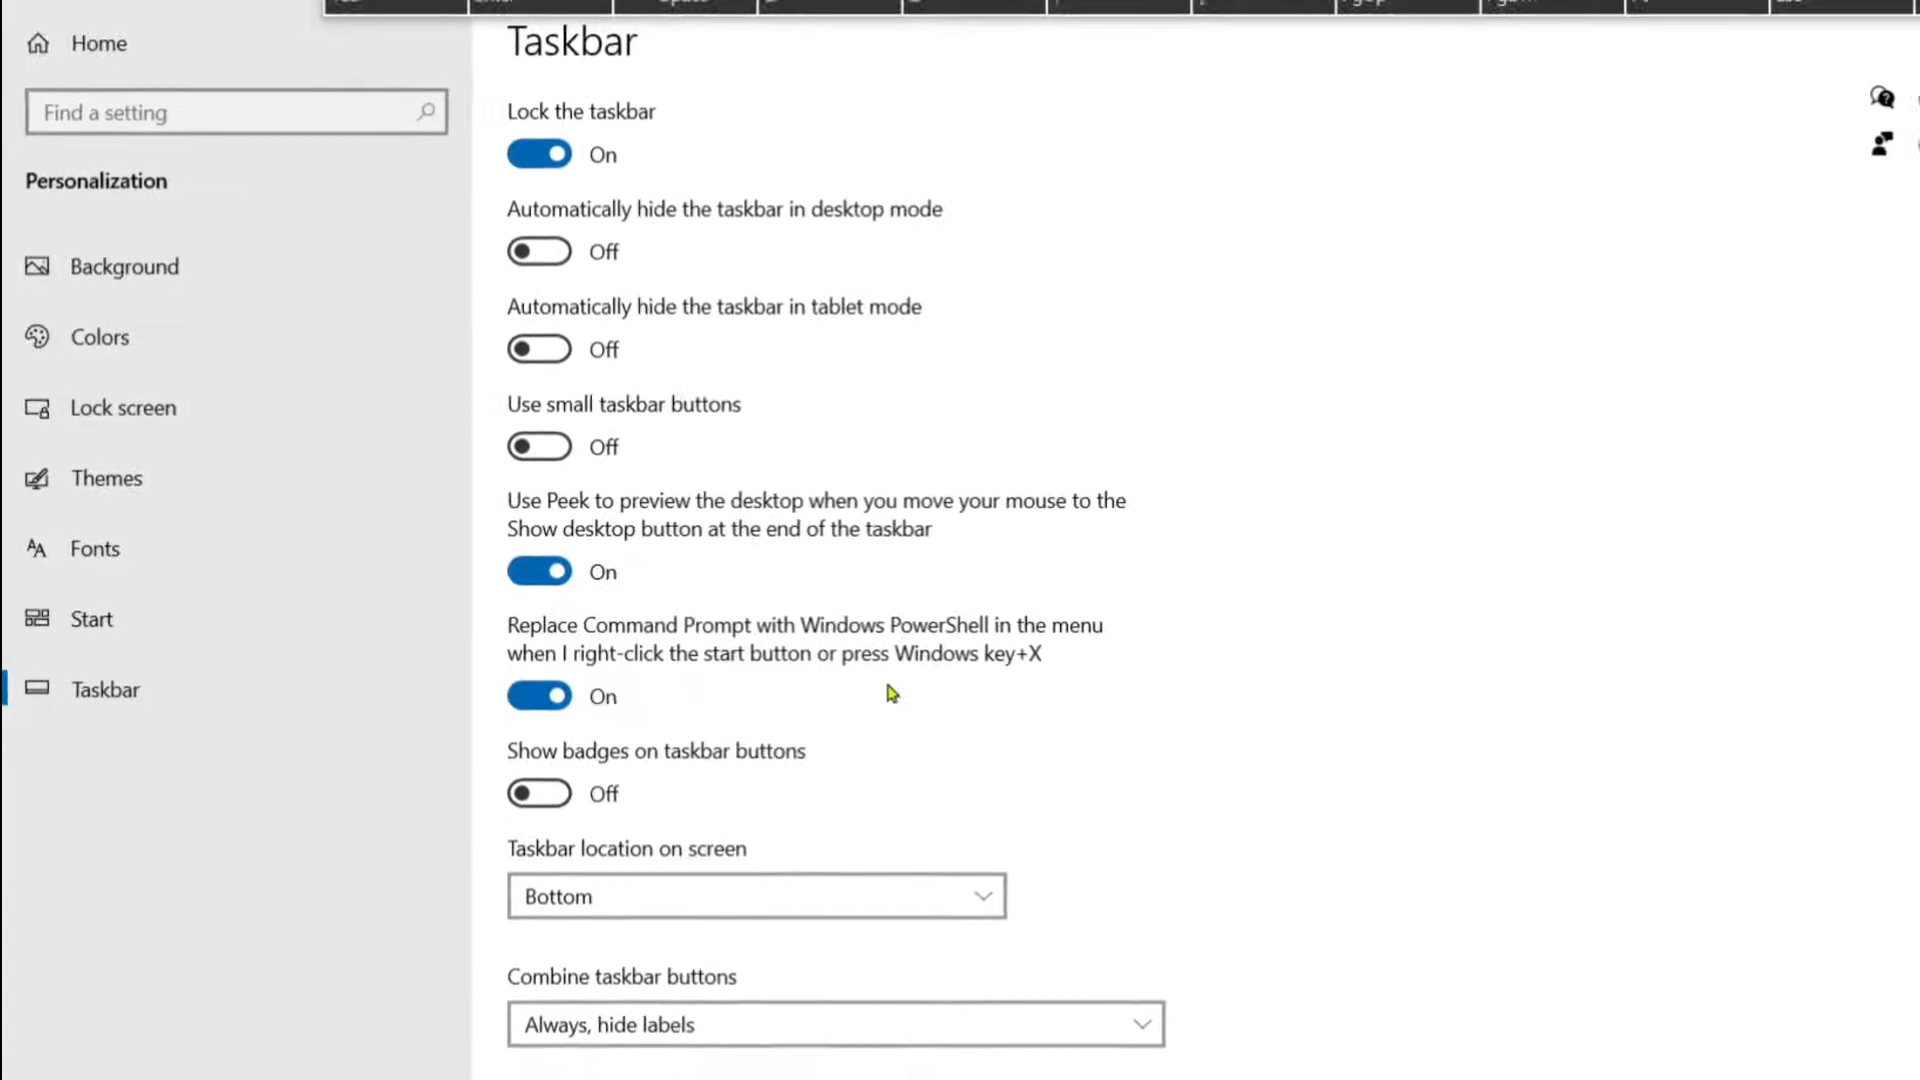 Home
Find a setting
Personalization
Background
Colors
Lock screen
Themes
Fonts
Start
Taskbar
Taskbar
Lock the taskbar
On
Automatically hide the taskbar in desktop mode
Off
Automatically hide the taskbar in tablet mode
Off
Use small taskbar buttons
Off
Use Peek to preview the desktop when you move your mouse to the
Show desktop button at the end of the taskbar
On
Replace Command Prompt with Windows PowerShell in the menu
when I right-click the start button or press Windows key+X
On
Show badges on taskbar buttons
Off
Taskbar location on screen
Bottom
Combine taskbar buttons
Always, hide labels